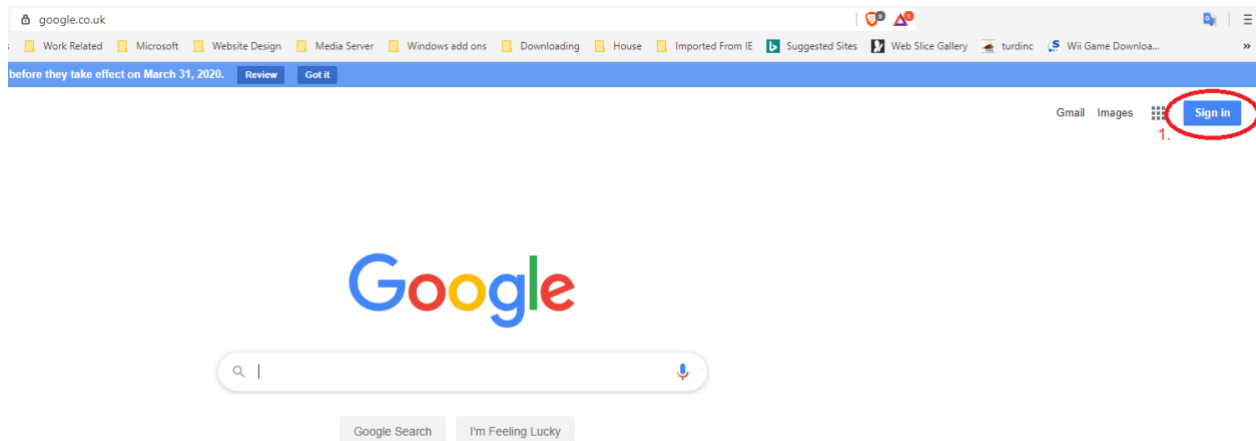 google.co.uk
Work Related Microsoft Website Design Media Server Windows add ons Downloading House Imported From IE Suggested Sites Web Slice Gallery turdinc Wii Game Downloa... »
before they take effect on March 31, 2020. Review Got it
Gmail Images Sign in
1.
Google
Google Search I'm Feeling Lucky